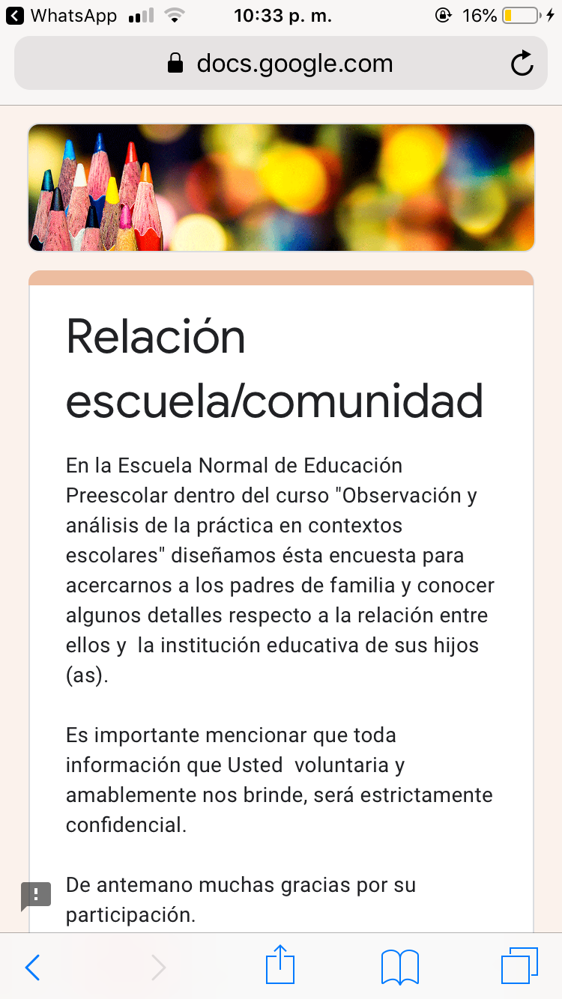 WhatsApp 10:33 p. m. 16%
docs.google.com
Relación
escuela/comunidad
En la Escuela Normal de Educación
Preescolar dentro del curso "Observación y
análisis de la práctica en contextos
escolares" diseñamos ésta encuesta para
acercarnos a los padres de familia y conocer
algunos detalles respecto a la relación entre
ellos y  la institución educativa de sus hijos
(as).
Es importante mencionar que toda
información que Usted  voluntaria y
amablemente nos brinde, será estrictamente
confidencial.
De antemano muchas gracias por su
participación.